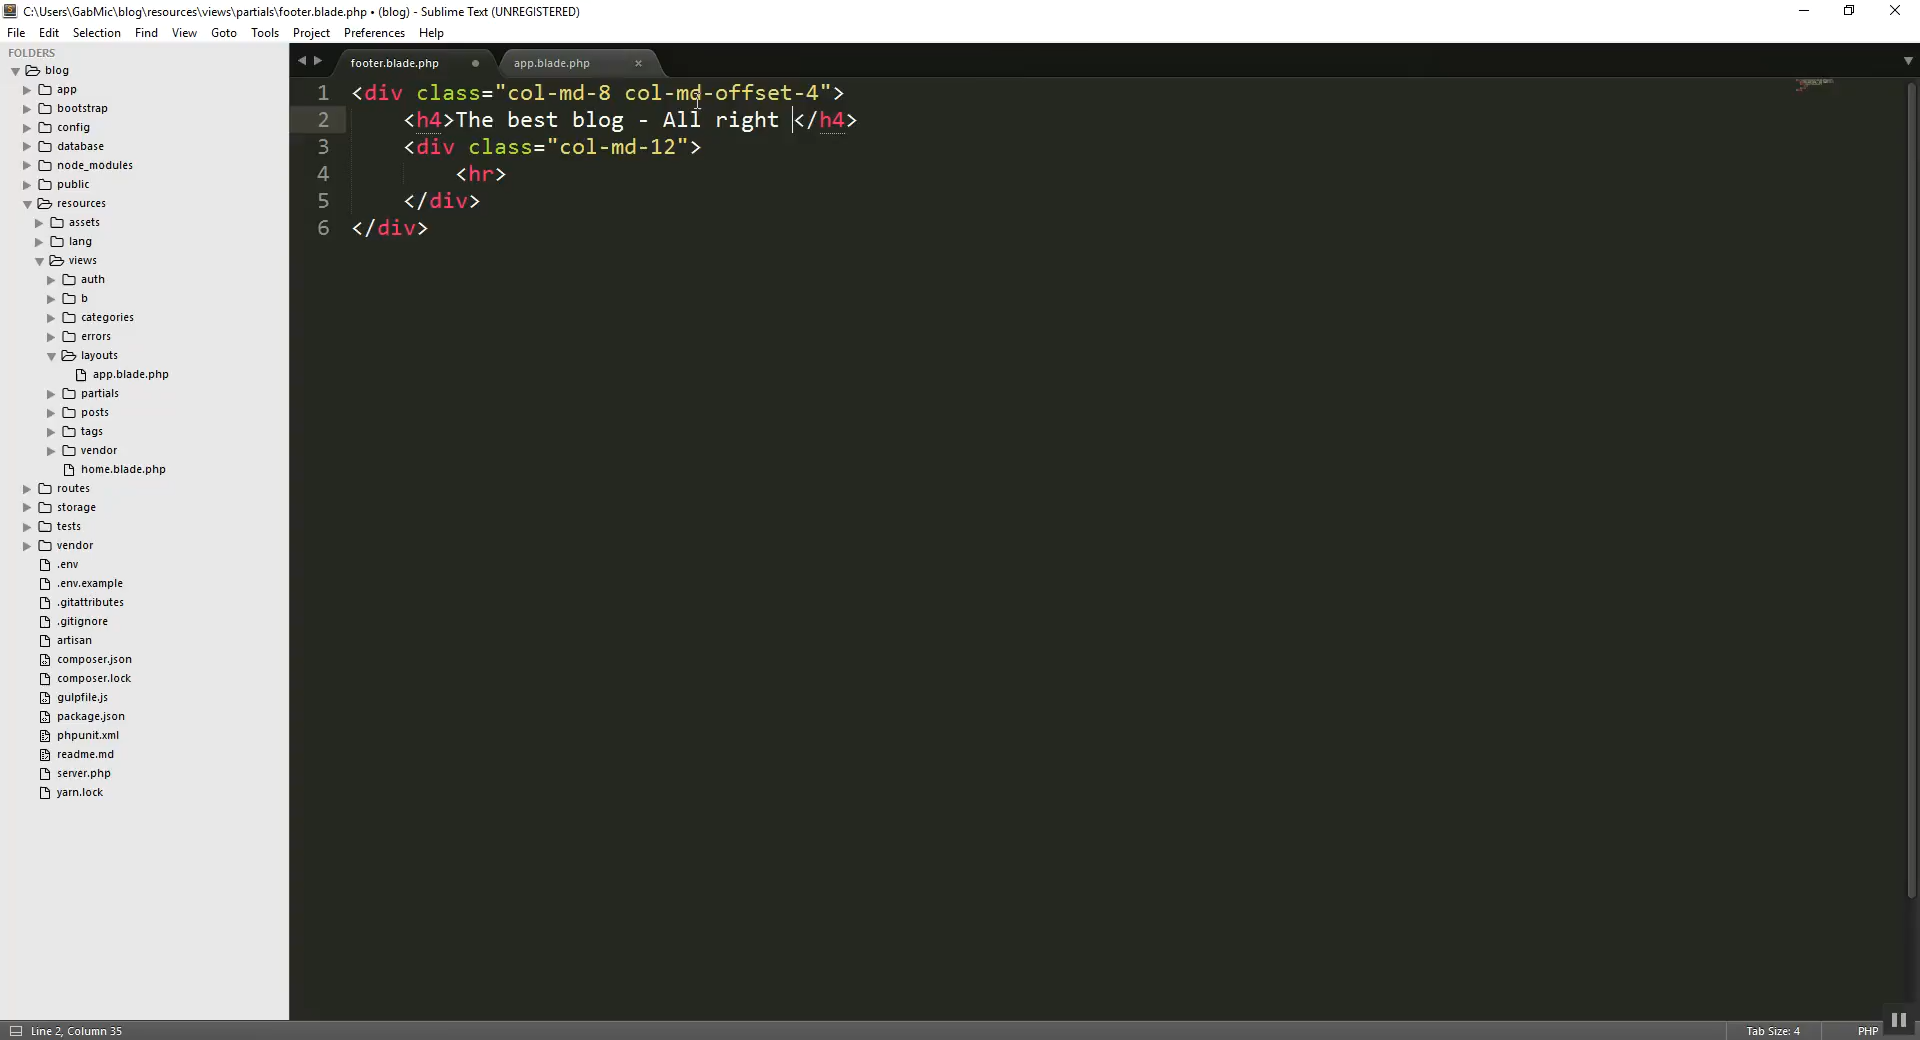 C:\Users\GabMic\blog\resources\views\partials\footer.blade.php • (blog) - Sublime Text (UNREGISTERED)
File Edit Selection Find View Goto Tools Project Preferences Help
FOLDERS
blog
app
bootstrap
config
database
node_modules
public
resources
assets
lang
views
auth
b
categories
errors
layouts
app.blade.php
partials
posts
tags
vendor
home.blade.php
routes
storage
tests
vendor
.env
.env.example
.gitattributes
.gitignore
artisan
composer.json
composer.lock
gulpfile.js
package.json
phpunit.xml
readme.md
server.php
yarn.lock
footer.blade.php app.blade.php
1 <div class="col-md-8 col-md-offset-4">
2 <h4>The best blog - All right </h4>
3 <div class="col-md-12">
4 <hr>
5 </div>
6 </div>
Line 2, Column 35 Tab Size: 4 PHP